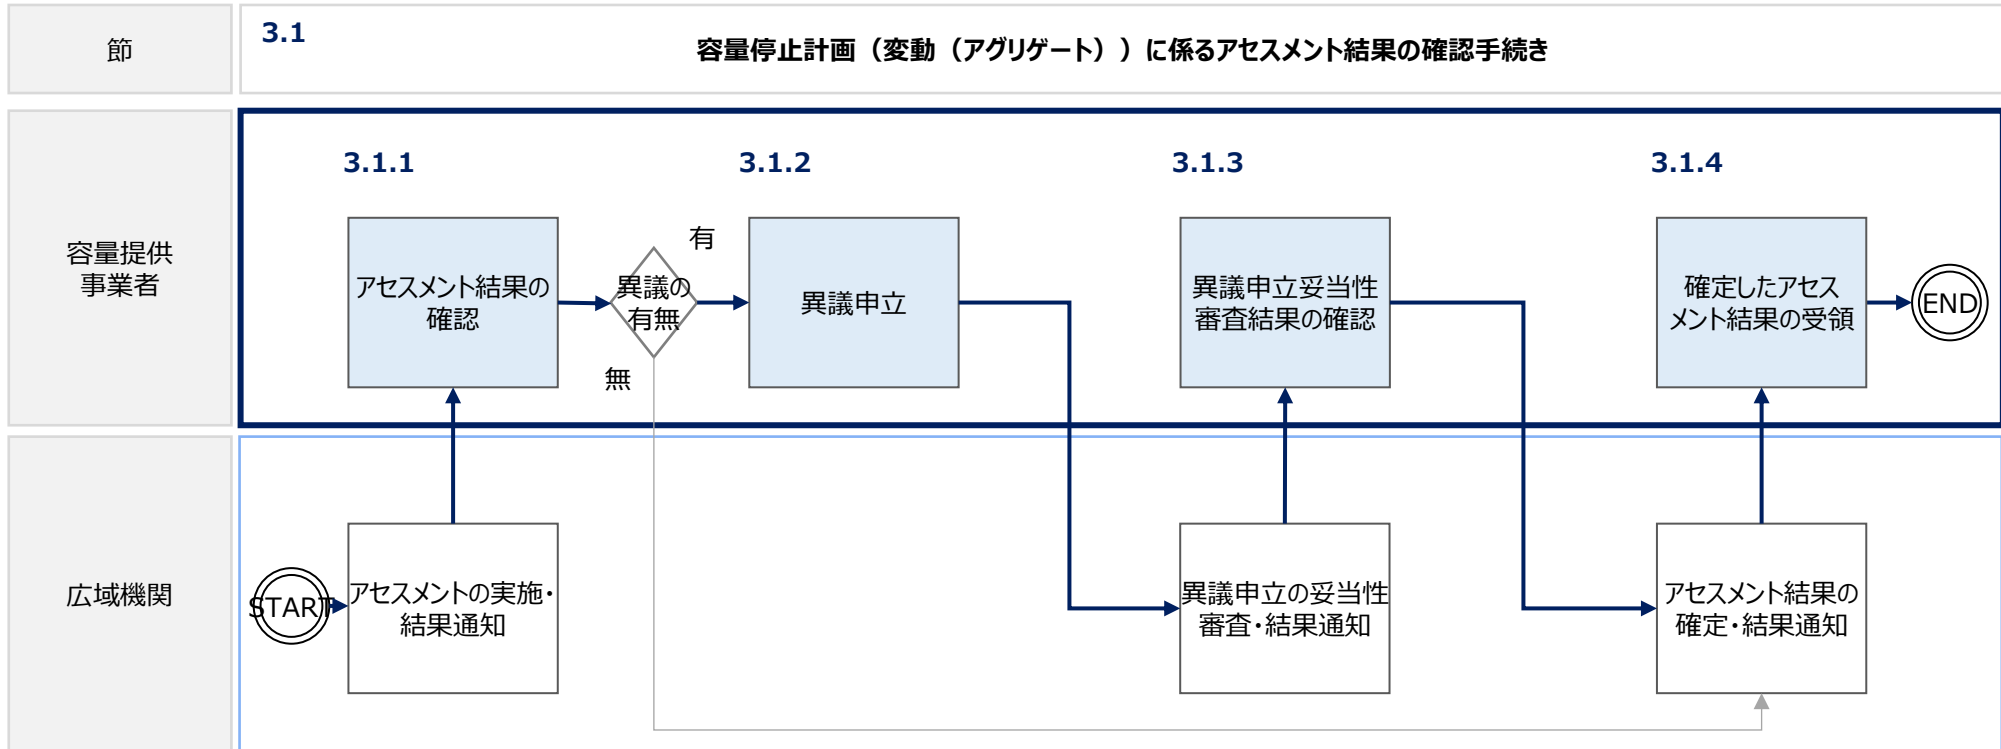 節
3.1
容量停止計画（変動（アグリゲート））に係るアセスメント結果の確認手続き
容量提供
事業者
3.1.1
3.1.2
3.1.3
3.1.4
アセスメント結果の
確認
異議の
有無
有
無
異議申立
異議申立妥当性
審査結果の確認
確定したアセス
メント結果の受領
END
広域機関
START
アセスメントの実施・
結果通知
異議申立の妥当性
審査・結果通知
アセスメント結果の
確定・結果通知